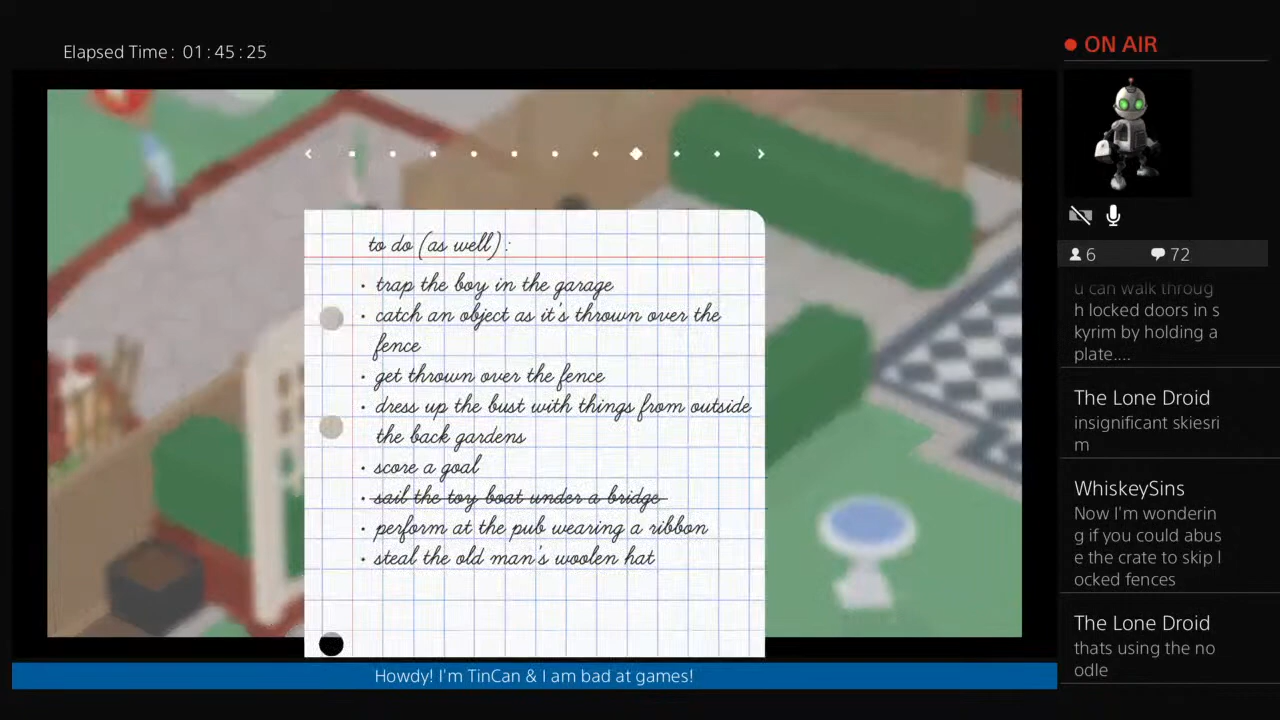 Elapsed Time: 01:45:25
ON AIR
to do (as well):
• trap the boy in the garage
• catch an object as it's thrown over the
fence
• get thrown over the fence
• dress up the bust with things from outside
the back gardens
• score a goal
• sail the toy boat under a bridge
• perform at the pub wearing a ribbon
• steal the old man's woolen hat
6 72
u can walk throug
h locked doors in s
kyrim by holding a
plate....
The Lone Droid
insignificant skiesri
m
WhiskeySins
Now I'm wonderin
g if you could abus
e the crate to skip l
ocked fences
The Lone Droid
thats using the no
odle
Howdy! I'm TinCan & I am bad at games!